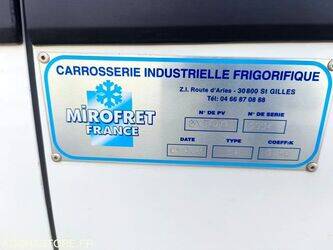 CARROSSERIE INDUSTRIELLE FRIGORIFIQUE
Z.I. Route d'Arles - 30800 St GILLES
Tél: 04 66 87 08 88
MiROFRET
FRANCE
N° DE PV N° DE SERIE
DATE TYPE COEFF/K